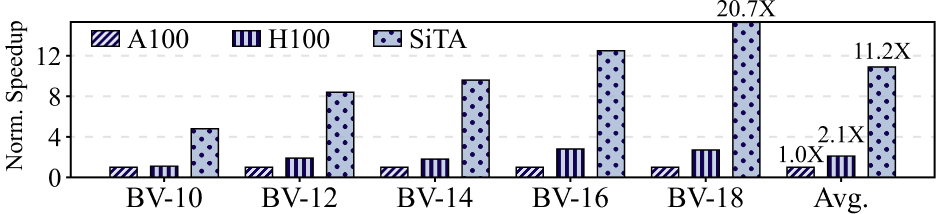 20.7X
Norm. Speedup
A100 H100 SiTA
12
8
4
0
11.2X
2.1X
1.0X
BV-10 BV-12 BV-14 BV-16 BV-18 Avg.